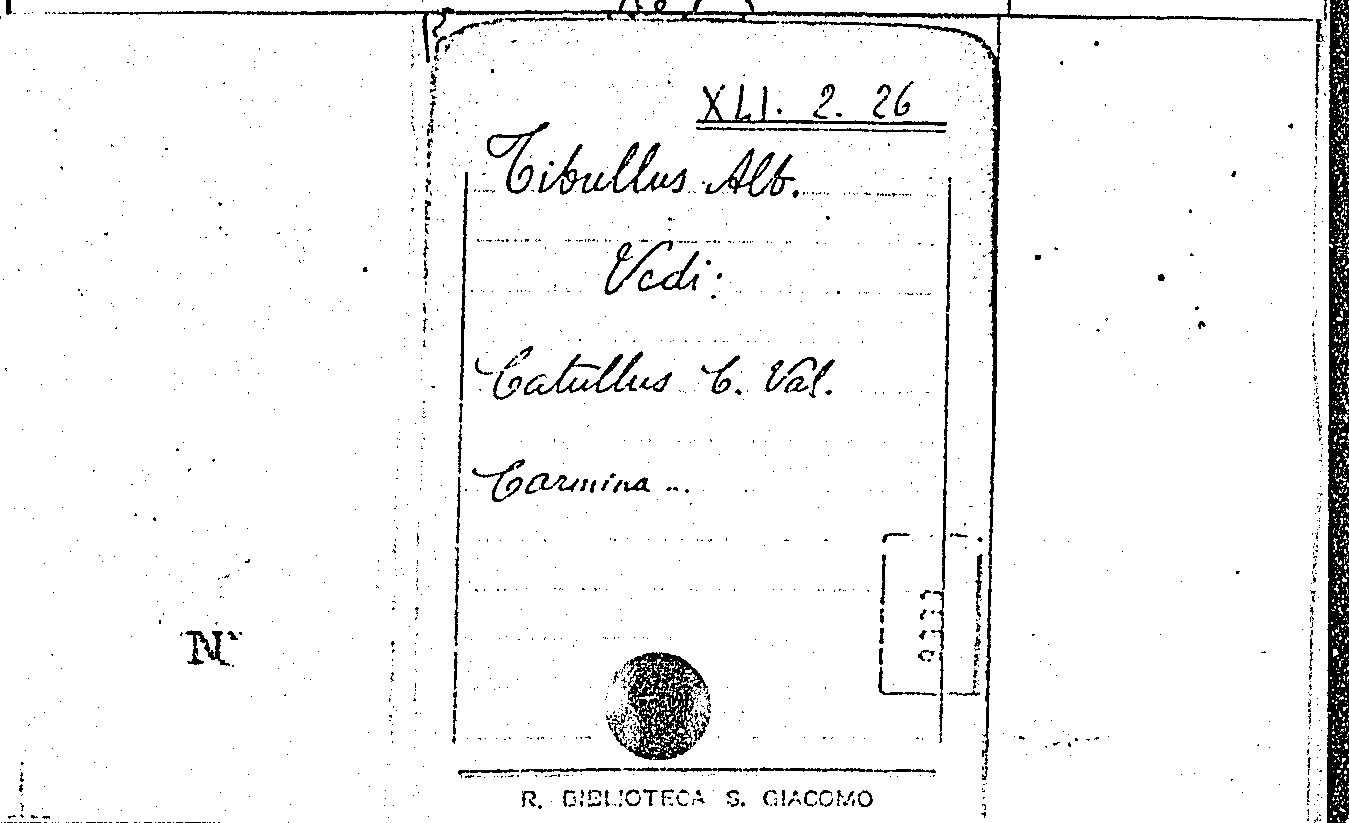 XLI. 2. 26
Tibullus Alb.
Vedi:
Catullus C. Val.
Carmina ...
N
R. BIBLIOTECA S. GIACOMO